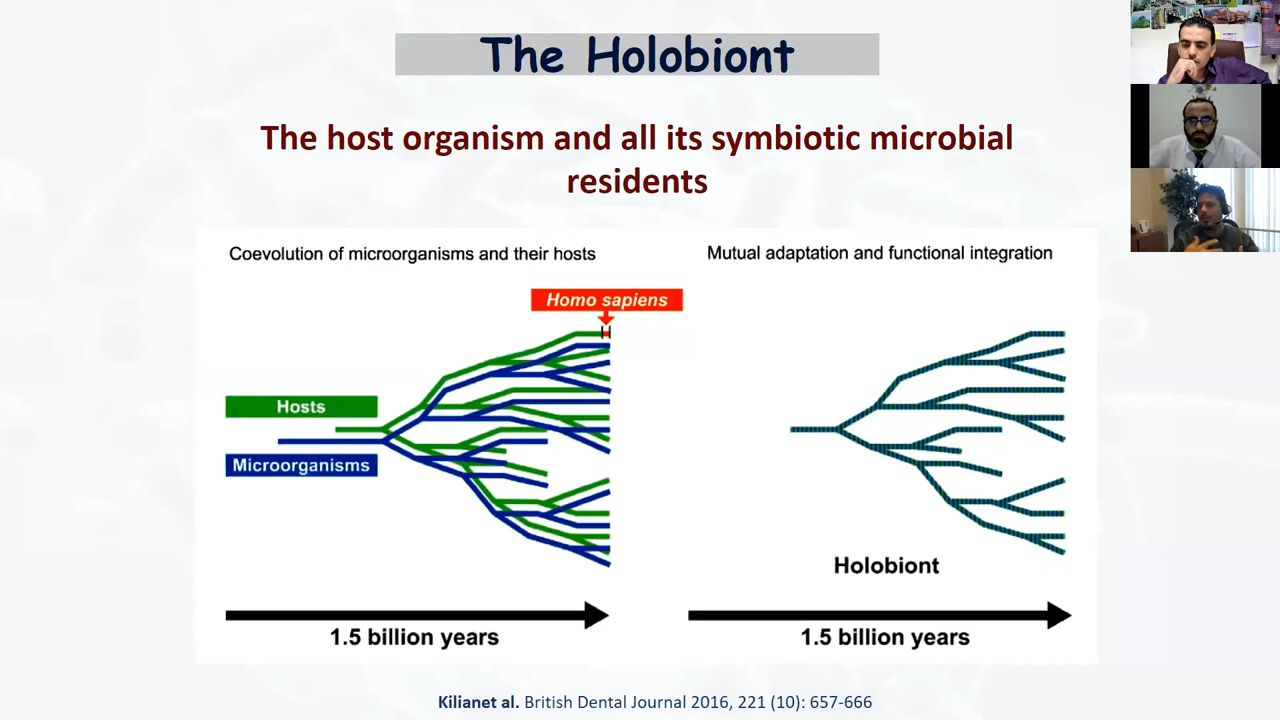 The Holobiont
The host organism and all its symbiotic microbial
residents
Coevolution of microorganisms and their hosts
Mutual adaptation and functional integration
Homo sapiens
Hosts
Microorganisms
Holobiont
1.5 billion years
1.5 billion years
Kilianet al. British Dental Journal 2016, 221 (10): 657-666